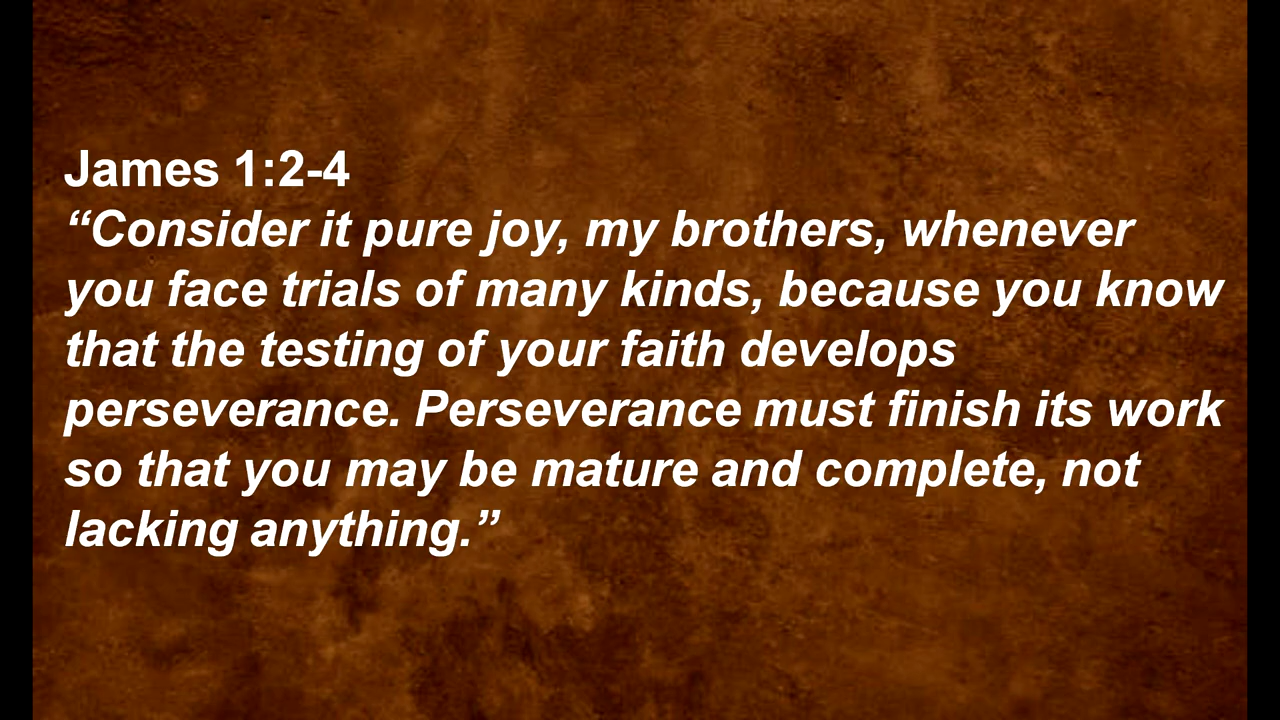 James 1:2-4
“Consider it pure joy, my brothers, whenever
you face trials of many kinds, because you know
that the testing of your faith develops
perseverance. Perseverance must finish its work
so that you may be mature and complete, not
lacking anything.”